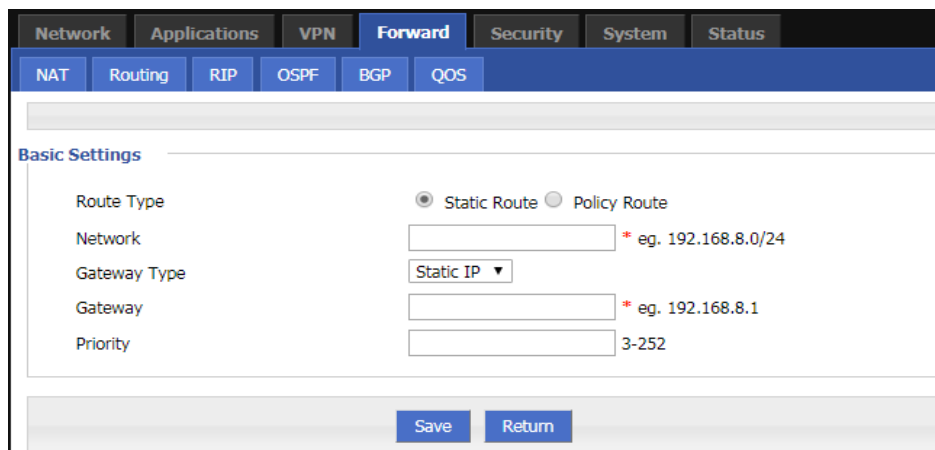 Network Applications VPN Forward Security System Status
NAT Routing RIP OSPF BGP QOS
Basic Settings
Route Type Static Route Policy Route
Network * eg. 192.168.8.0/24
Gateway Type Static IP ▼
Gateway * eg. 192.168.8.1
Priority 3-252
Save Return